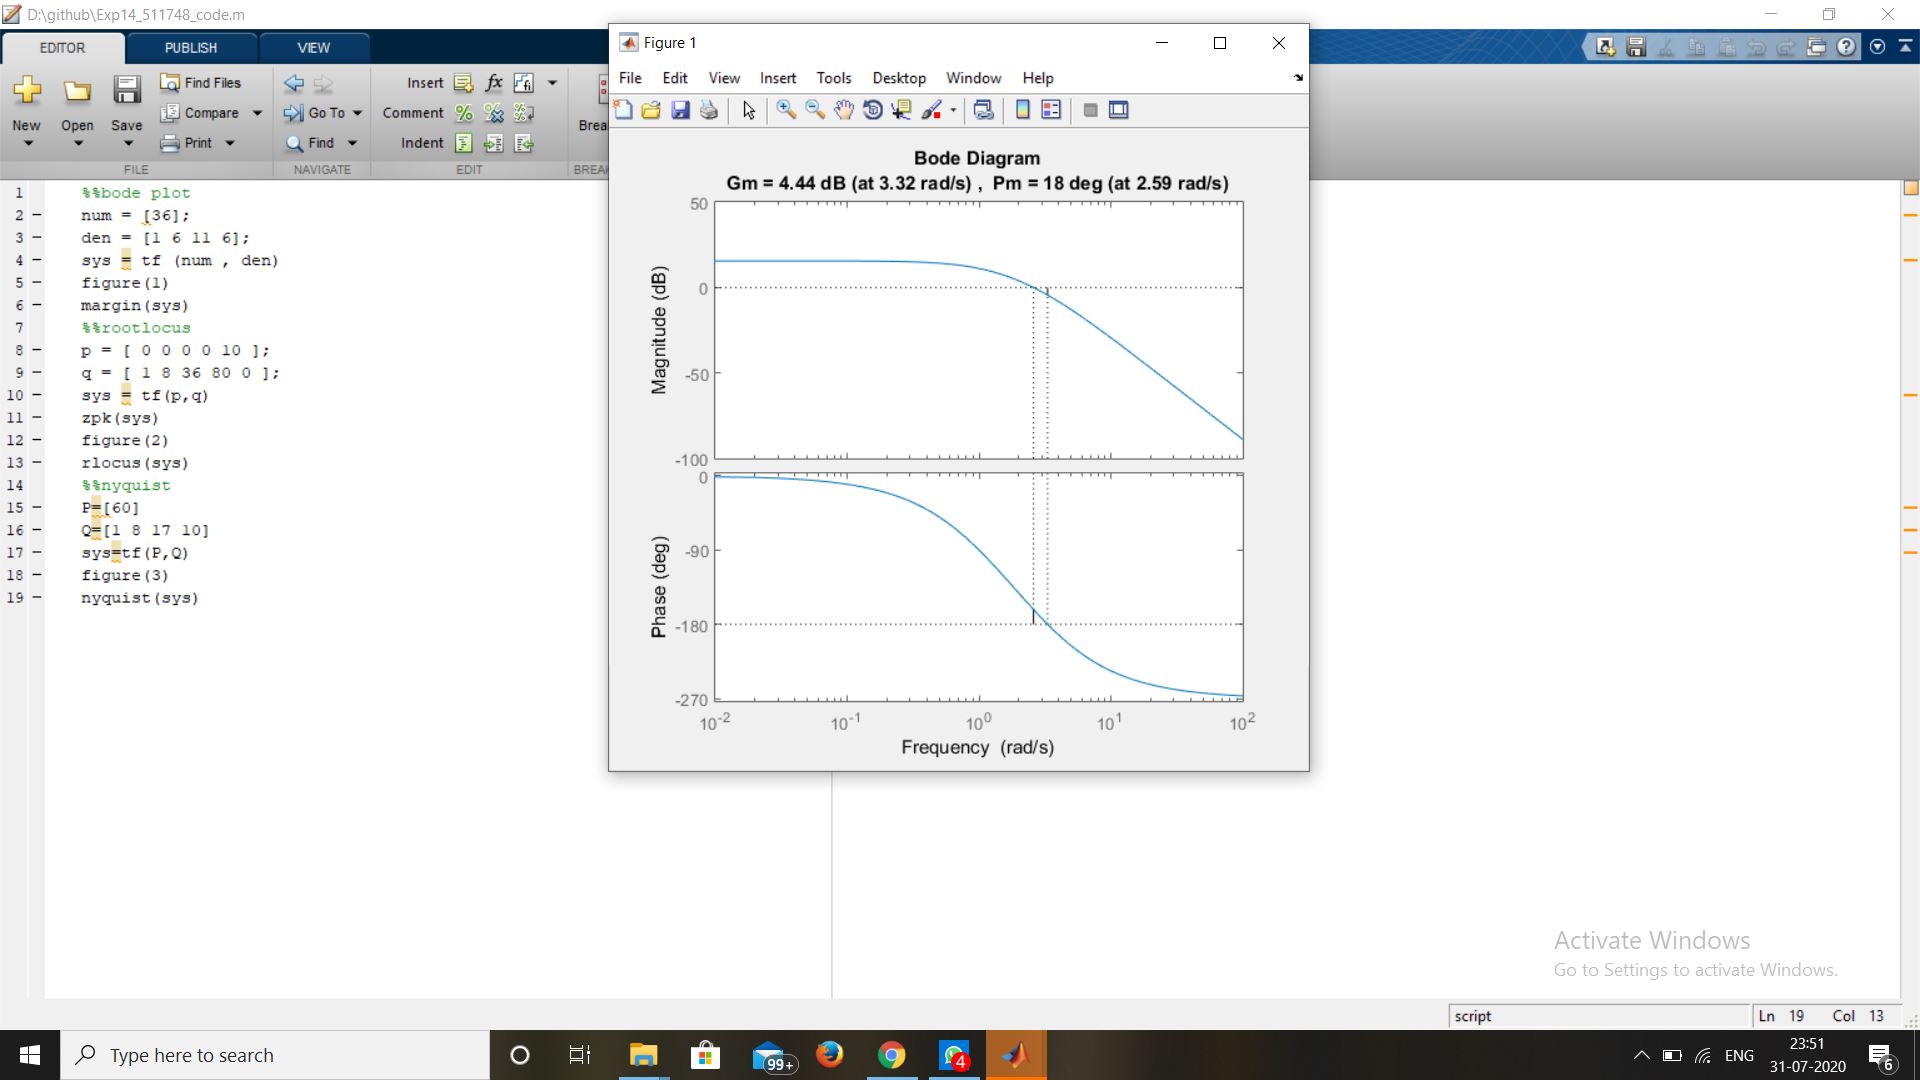 D:\github\Exp14_511748_code.m
EDITOR PUBLISH VIEW
New Open Save
Find Files
Compare
Print
FILE
Go To
Find
NAVIGATE
Insert fx fi
Comment % %
Indent
EDIT
Brea
BREA
1 %%bode plot
2 – num = [36];
3 – den = [1 6 11 6];
4 – sys = tf (num , den)
5 – figure(1)
6 – margin(sys)
7 %%rootlocus
8 – p = [ 0 0 0 0 10 ];
9 – q = [ 1 8 36 80 0 ];
10 – sys = tf(p,q)
11 – zpk(sys)
12 – figure(2)
13 – rlocus(sys)
14 %%nyquist
15 – P=[60]
16 – Q=[1 8 17 10]
17 – sys=tf(P,Q)
18 – figure(3)
19 – nyquist(sys)
Figure 1
File Edit View Insert Tools Desktop Window Help
Bode Diagram
Gm = 4.44 dB (at 3.32 rad/s) , Pm = 18 deg (at 2.59 rad/s)
Magnitude (dB)
50
0
-50
-100
Phase (deg)
0
-90
-180
-270
10-2 10-1 100 101 102
Frequency (rad/s)
Activate Windows
Go to Settings to activate Windows.
script Ln 19 Col 13
Type here to search
99+
4
ENG
23:51
31-07-2020
6